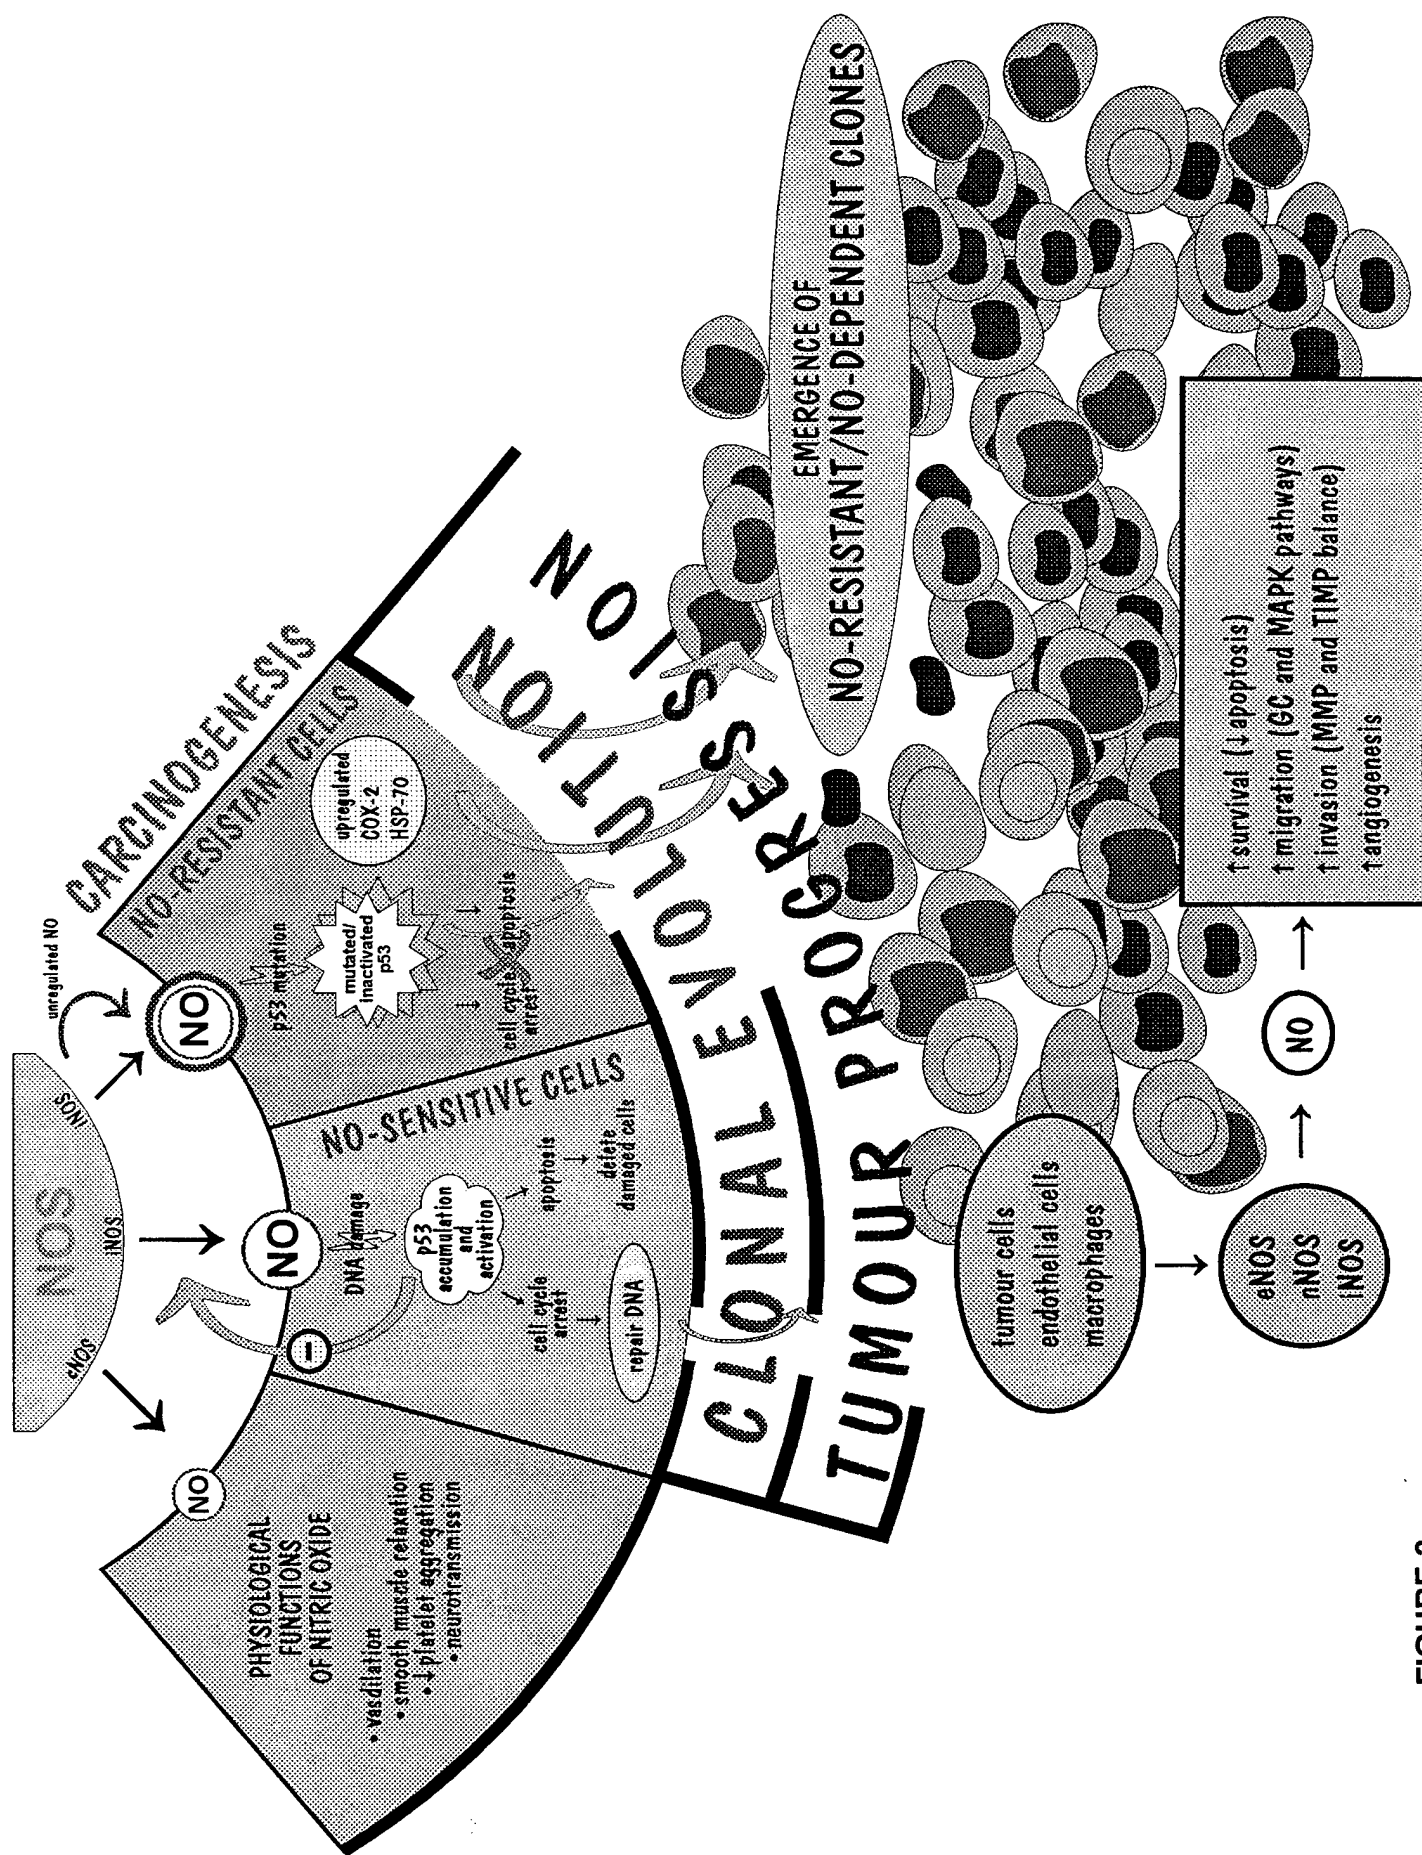 NOS
cNOS
iNOS
iNOS
unregulated NO
NO
NO
NO
PHYSIOLOGICAL
FUNCTIONS
OF NITRIC OXIDE
• vasdilation
• smooth muscle relaxation
• ↓platelet aggregation
• neurotransmission
NO-SENSITIVE CELLS
−
DNA damage
p53
accumulation
and
activation
cell cycle
arrest
↓
repair DNA
apoptosis
↓
delete
damaged cells
CARCINOGENESIS
NO-RESISTANT CELLS
p53 mutation
mutated/
inactivated
p53
cell cycle
arrest
apoptosis
upregulated
COX-2
HSP-70
CLONAL EVOLUTION
TUMOUR PROGRESSION
EMERGENCE OF
NO-RESISTANT/NO-DEPENDENT CLONES
tumour cells
endothelial cells
macrophages
eNOS
nNOS
iNOS
NO
↑survival (↓apoptosis)
↑migration (GC and MAPK pathways)
↑invasion (MMP and TIMP balance)
↑angiogenesis